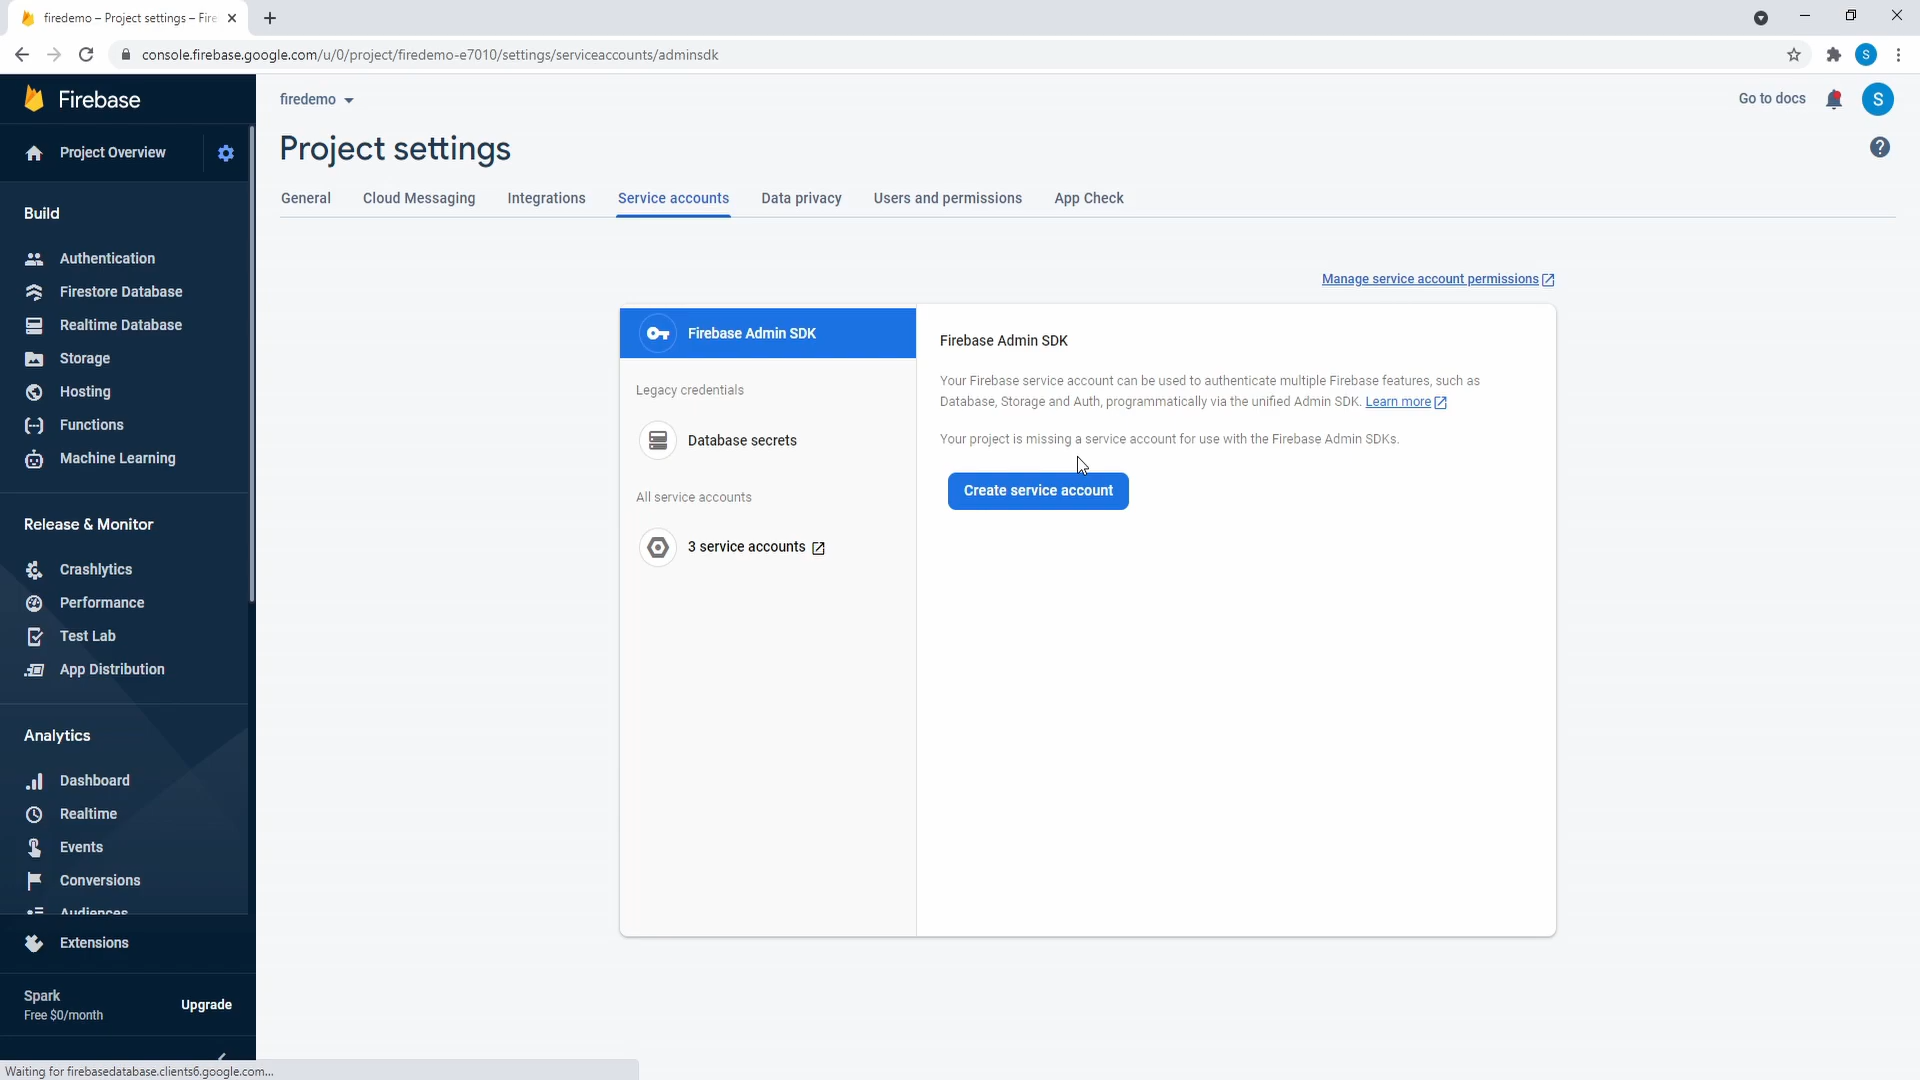 firedemo – Project settings – Fire
console.firebase.google.com/u/0/project/firedemo-e7010/settings/serviceaccounts/adminsdk
Firebase
firedemo
Go to docs
S
S
Project Overview
Project settings
General
Cloud Messaging
Integrations
Service accounts
Data privacy
Users and permissions
App Check
Build
Authentication
Firestore Database
Realtime Database
Storage
Hosting
Functions
Machine Learning
Release & Monitor
Crashlytics
Performance
Test Lab
App Distribution
Analytics
Dashboard
Realtime
Events
Conversions
Audiences
Extensions
Spark
Free $0/month
Upgrade
Manage service account permissions
Firebase Admin SDK
Legacy credentials
Database secrets
All service accounts
3 service accounts
Firebase Admin SDK
Your Firebase service account can be used to authenticate multiple Firebase features, such as
Database, Storage and Auth, programmatically via the unified Admin SDK. Learn more
Your project is missing a service account for use with the Firebase Admin SDKs.
Create service account
Waiting for firebasedatabase.clients6.google.com...